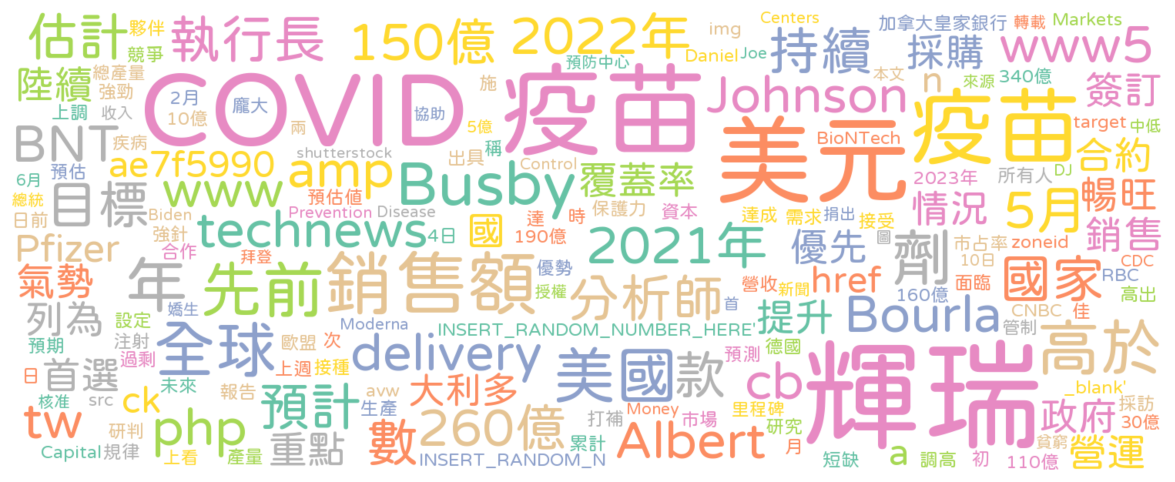 估計 夥伴 競爭 執行長 150億 2022年 img Centers 加拿大皇家銀行 轉載 Markets
陸續 總產量 強勁 預防中心 Daniel Joe 持續 採購 www5
上調 收入 2月 10億 龐大 COVID 協助 兩 施 5億 疫苗 Johnson 本文 n 來源 340億 簽訂
BNT 疾病 shutterstock 稱 美元 BioNTech 疫苗 target 中低
預估 ae7f5990 amp 出具 Control 覆蓋率 2023年 所有人 DJ 合約
6月 總統 目標 www 預估值 Busby 保護力 資本 達成 需求 捐出 接受 情況 5月 暢旺
日前 Biden Prevention Disease 達 時 圖 市占率 zoneid 銷售
Pfizer 強針 technews 4日 國 190億 2021年 優先 劑 10日 CDC
氣勢 年 合作 拜登 先前 銷售額 優勢 授權 分析師 營收 新聞 href 160億 面臨 國家 RBC 高出
列為 設定 嬌生 Moderna INSERT_RANDOM_NUMBER_HERE' 首 提升 Bourla CNBC 管制 佳
預期 注射 全球 歐盟 次 delivery 美國 款 預測 德國 高於
日 首選 過剩 上週 接種 cb 輝瑞 _blank'
核准 src ck 未來 報告 avw 大利多 生產 打補 Money 市場 里程碑 政府 採訪
tw 研判 php 預計 數 260億 累計 Albert 研究 月 30億 貧窮
Capital 規律 上看 產量 重點 INSERT_RANDOM_N 短缺 a 調高 初 110億 營運